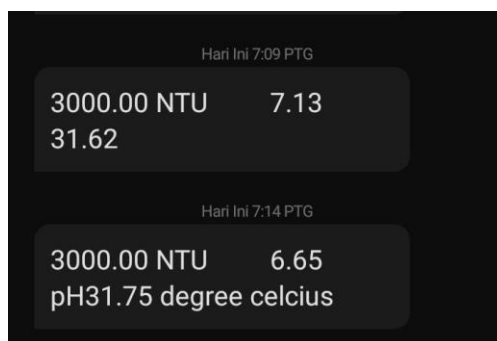 Hari Ini 7:09 PTG
3000.00 NTU 7.13
31.62
Hari Ini 7:14 PTG
3000.00 NTU 6.65
pH31.75 degree celcius